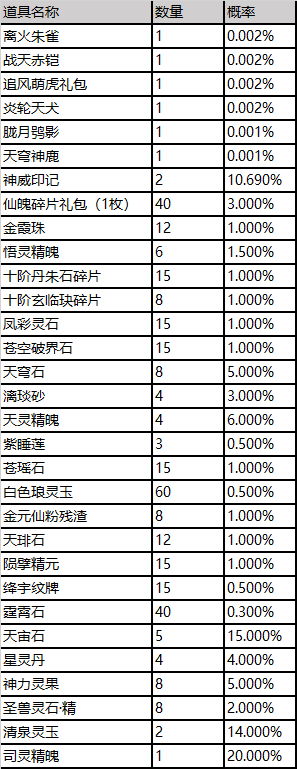 道具名称 数量 概率
离火朱雀 1 0.002%
战天赤铠 1 0.002%
追风萌虎礼包 1 0.002%
炎轮天犬 1 0.002%
胧月鸮影 1 0.001%
天穹神鹿 1 0.001%
神威印记 2 10.690%
仙魄碎片礼包（1枚） 40 3.000%
金霞珠 12 1.000%
悟灵精魄 6 1.500%
十阶丹朱石碎片 15 1.000%
十阶玄临玦碎片 8 1.000%
凤彩灵石 15 1.000%
苍空破界石 15 1.000%
天穹石 8 5.000%
漓琰砂 4 3.000%
天灵精魄 4 6.000%
紫睡莲 3 0.500%
苍瑶石 15 1.000%
白色琅灵玉 60 0.500%
金元仙粉残渣 8 1.000%
天琲石 12 1.000%
陨孽精元 15 1.000%
绛宇纹牌 15 0.500%
霆霄石 40 0.300%
天宙石 5 15.000%
星灵丹 4 4.000%
神力灵果 8 5.000%
圣兽灵石·精 8 2.000%
清泉灵玉 2 14.000%
司灵精魄 1 20.000%